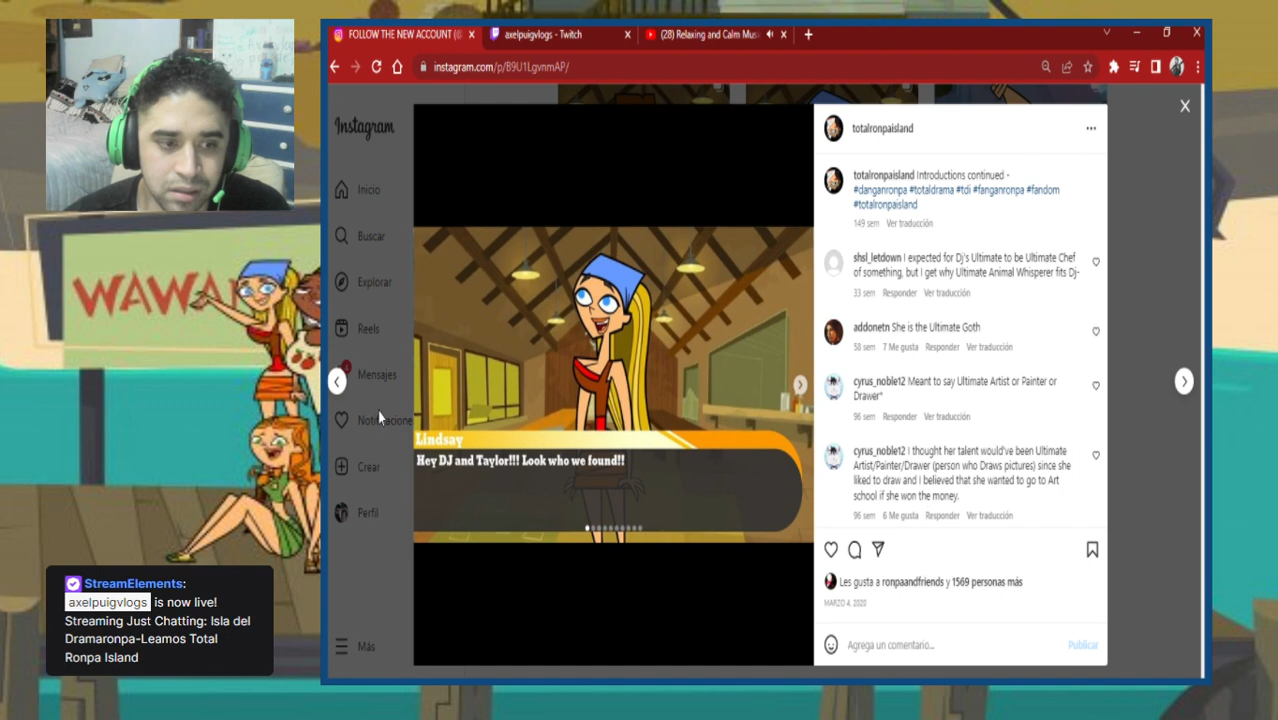 FOLLOW THE NEW ACCOUNT (@
axelpuigvlogs - Twitch
(28) Relaxing and Calm Mus
instagram.com/p/B9U1LgvnmAP/
Instagram
Inicio
Buscar
Explorar
Reels
Mensajes
Notificacione
Crear
Perfil
Más
WAWA
Lindsay
Hey DJ and Taylor!!! Look who we found!!
totalronpaisland
totalronpaisland Introductions continued -
#danganronpa #totaldrama #tdi #fanganronpa #fandom
#totalronpaisland
149 sem Ver traducción
shsl_letdown I expected for Dj's Ultimate to be Ultimate Chef
of something, but I get why Ultimate Animal Whisperer fits Dj-
33 sem Responder Ver traducción
addonetn She is the Ultimate Goth
58 sem 7 Me gusta Responder Ver traducción
cyrus_noble12 Meant to say Ultimate Artist or Painter or
Drawer*
96 sem Responder Ver traducción
cyrus_noble12 I thought her talent would've been Ultimate
Artist/Painter/Drawer (person who Draws pictures) since she
liked to draw and I believed that she wanted to go to Art
school if she won the money.
96 sem 6 Me gusta Responder Ver traducción
Les gusta a ronpaandfriends y 1569 personas más
MARZO 4, 2020
Agrega un comentario...
Publicar
StreamElements:
axelpuigvlogs is now live!
Streaming Just Chatting: Isla del
Dramaronpa-Leamos Total
Ronpa Island